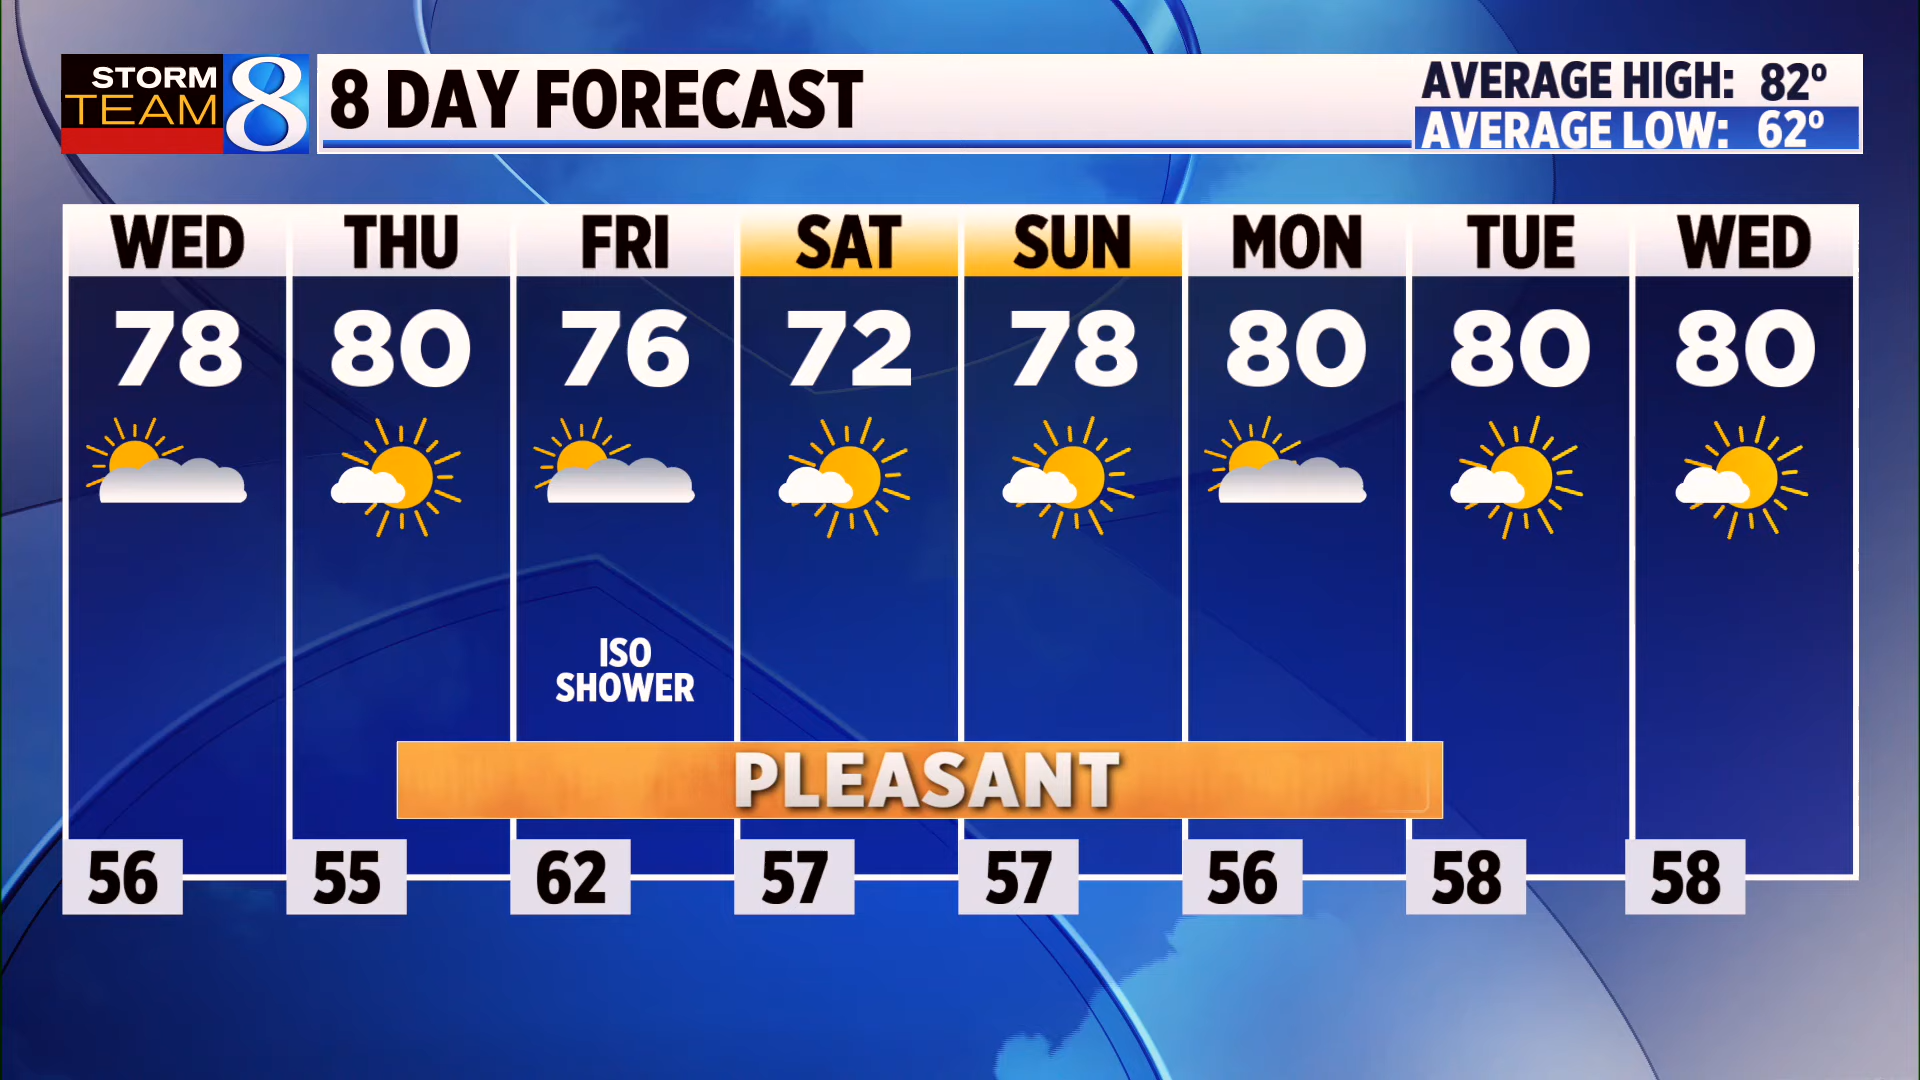 STORM
TEAM 8
8 DAY FORECAST
AVERAGE HIGH: 82°
AVERAGE LOW: 62°
WED THU FRI SAT SUN MON TUE WED
78 80 76 72 78 80 80 80
ISO
SHOWER
PLEASANT
56 55 62 57 57 56 58 58